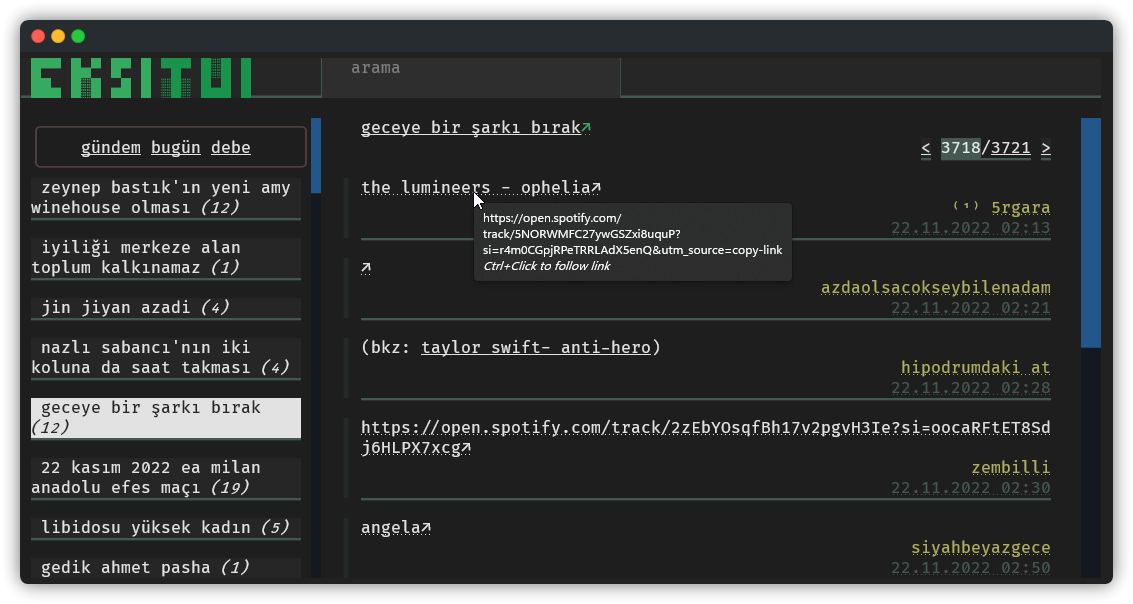 EKSITUI
arama
gündem bugün debe
zeynep bastık'ın yeni amy
winehouse olması (12)
iyiliği merkeze alan
toplum kalkınamaz (1)
jin jiyan azadi (4)
nazlı sabancı'nın iki
koluna da saat takması (4)
geceye bir şarkı bırak
(12)
22 kasım 2022 ea milan
anadolu efes maçı (19)
libidosu yüksek kadın (5)
gedik ahmet pasha (1)
geceye bir şarkı bırak↗
< 3718/3721 >
the lumineers - ophelia↗
https://open.spotify.com/
track/5NORWMFC27ywGSZxi8uquP?
si=r4m0CGpjRPeTRRLAdX5enQ&utm_source=copy-link
Ctrl+Click to follow link
(1) 5rgara
22.11.2022 02:13
↗
azdaolsacokseybilenadam
22.11.2022 02:21
(bkz: taylor swift- anti-hero)
hipodrumdaki at
22.11.2022 02:28
https://open.spotify.com/track/2zEbYOsqfBh17v2pgvH3Ie?si=oocaRFtET8Sd
j6HLPX7xcg↗
zembilli
22.11.2022 02:30
angela↗
siyahbeyazgece
22.11.2022 02:50